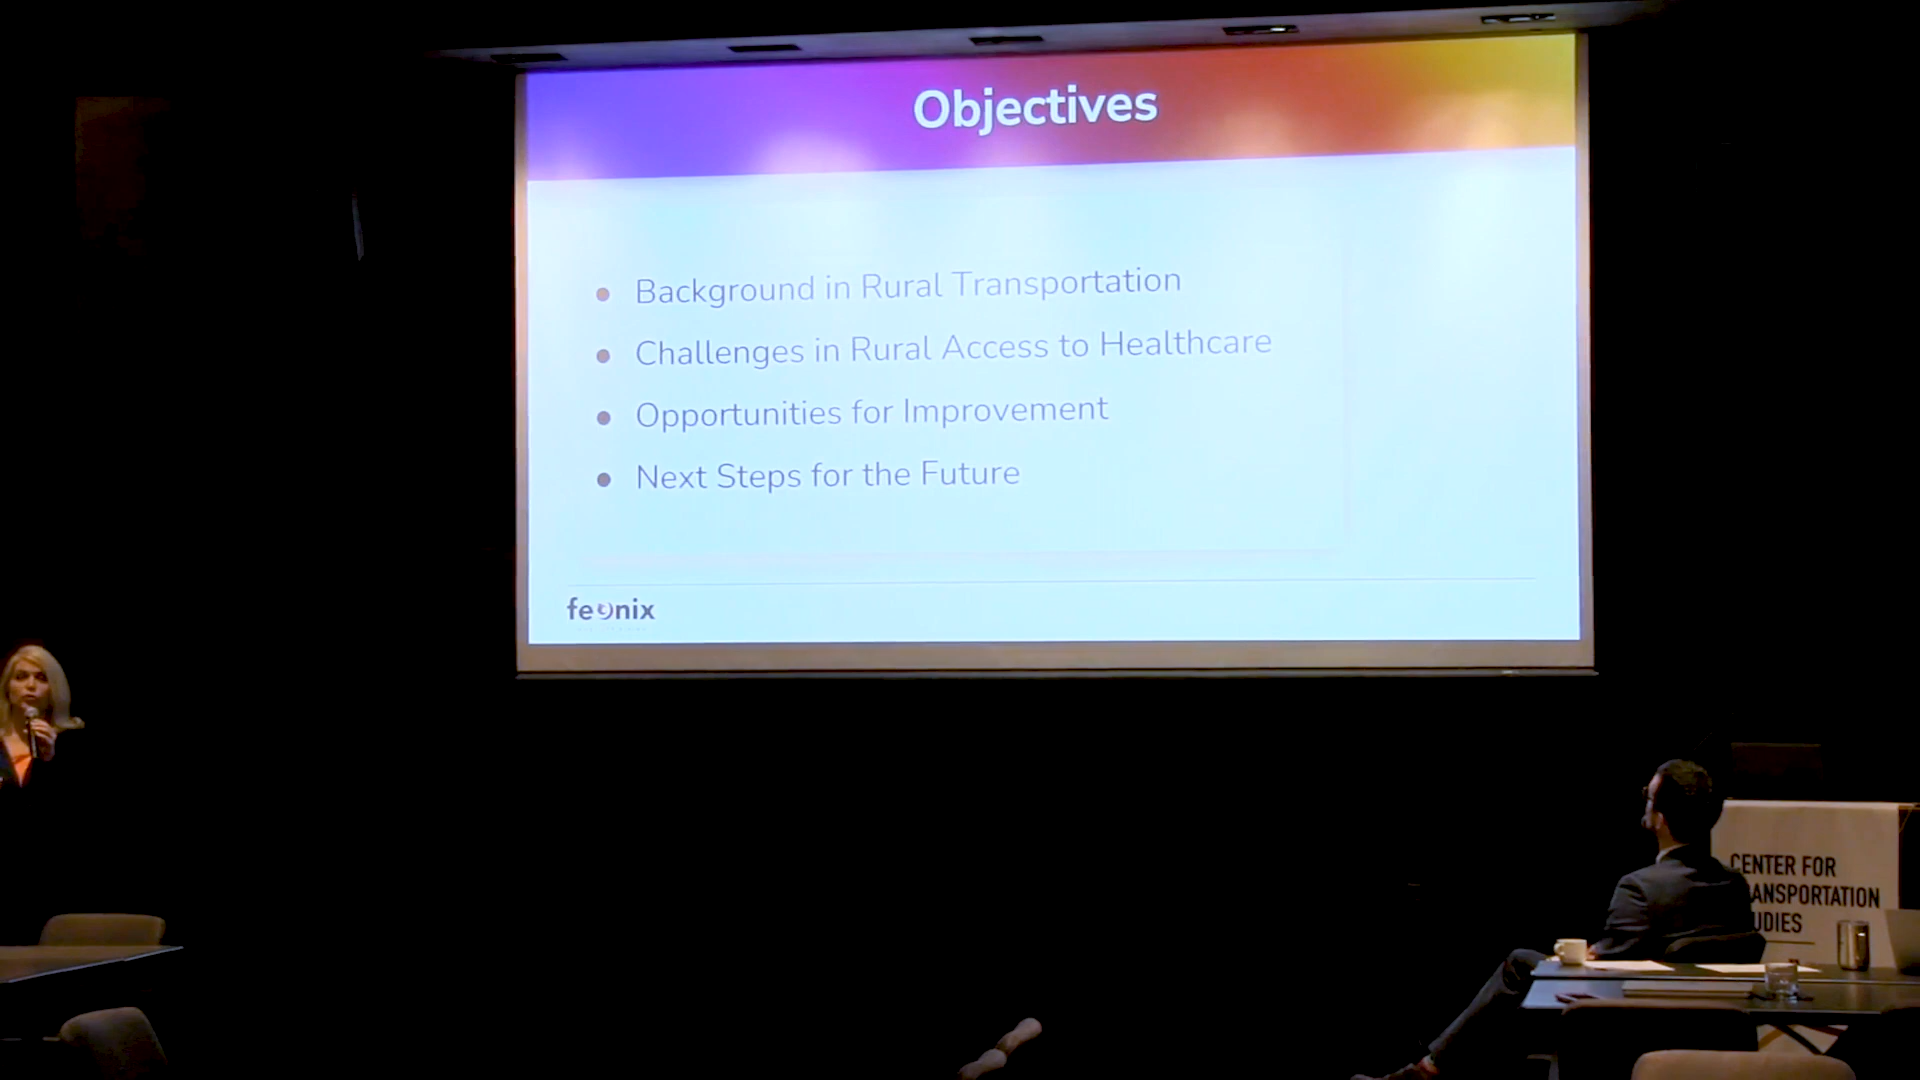 Objectives
Background in Rural Transportation
Challenges in Rural Access to Healthcare
Opportunities for Improvement
Next Steps for the Future
feonix
CENTER FOR
ANSPORTATION
UDIES